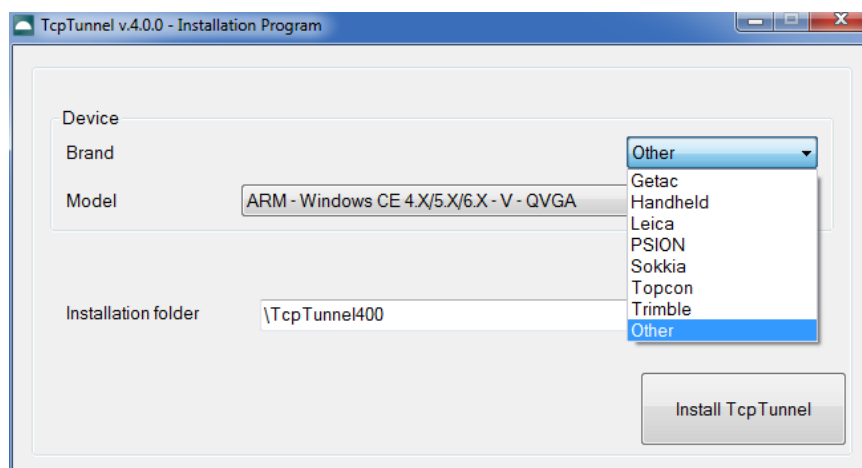 TcpTunnel v.4.0.0 - Installation Program
Device
Brand
Other
Model
ARM - Windows CE 4.X/5.X/6.X - V - QVGA
Getac
Handheld
Leica
PSION
Sokkia
Topcon
Trimble
Other
Installation folder
\TcpTunnel400
Install TcpTunnel